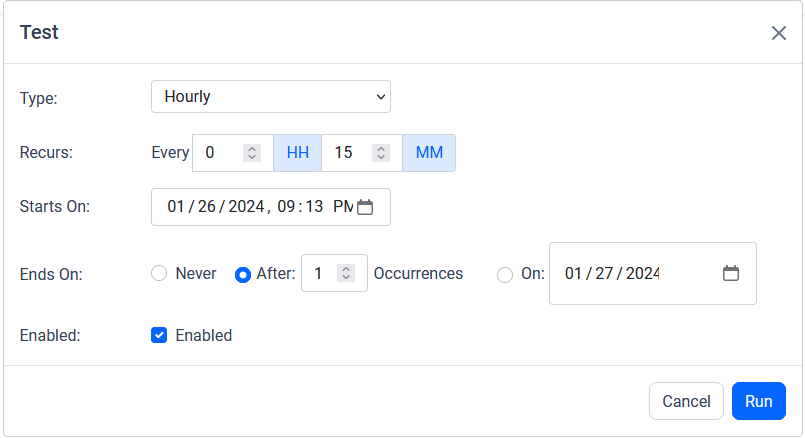 Test
Type: Hourly
Recurs: Every 0 HH 15 MM
Starts On: 01/26/2024, 09:13 PM
Ends On: Never After: 1 Occurrences On: 01/27/2024
Enabled: Enabled
Cancel Run